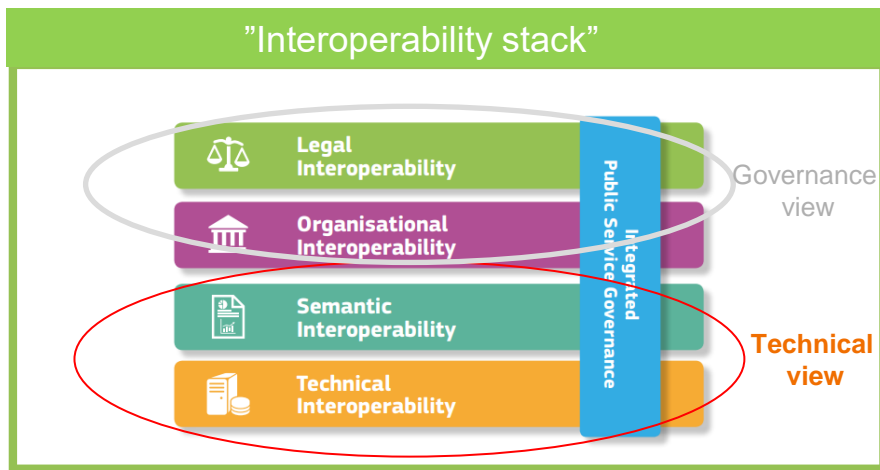 ”Interoperability stack”
Legal
Interoperability
Organisational
Interoperability
Semantic
Interoperability
Technical
Interoperability
Integrated
Public Service Governance
Governance
view
Technical
view